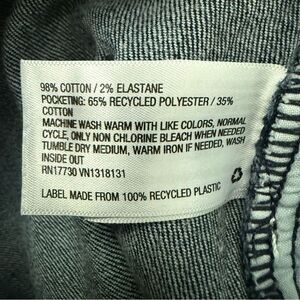 98% COTTON / 2% ELASTANE
POCKETING: 65% RECYCLED POLYESTER / 35%
COTTON
MACHINE WASH WARM WITH LIKE COLORS, NORMAL
CYCLE, ONLY NON CHLORINE BLEACH WHEN NEEDED
TUMBLE DRY MEDIUM, WARM IRON IF NEEDED, WASH
INSIDE OUT
RN17730 VN1318131
LABEL MADE FROM 100% RECYCLED PLASTIC